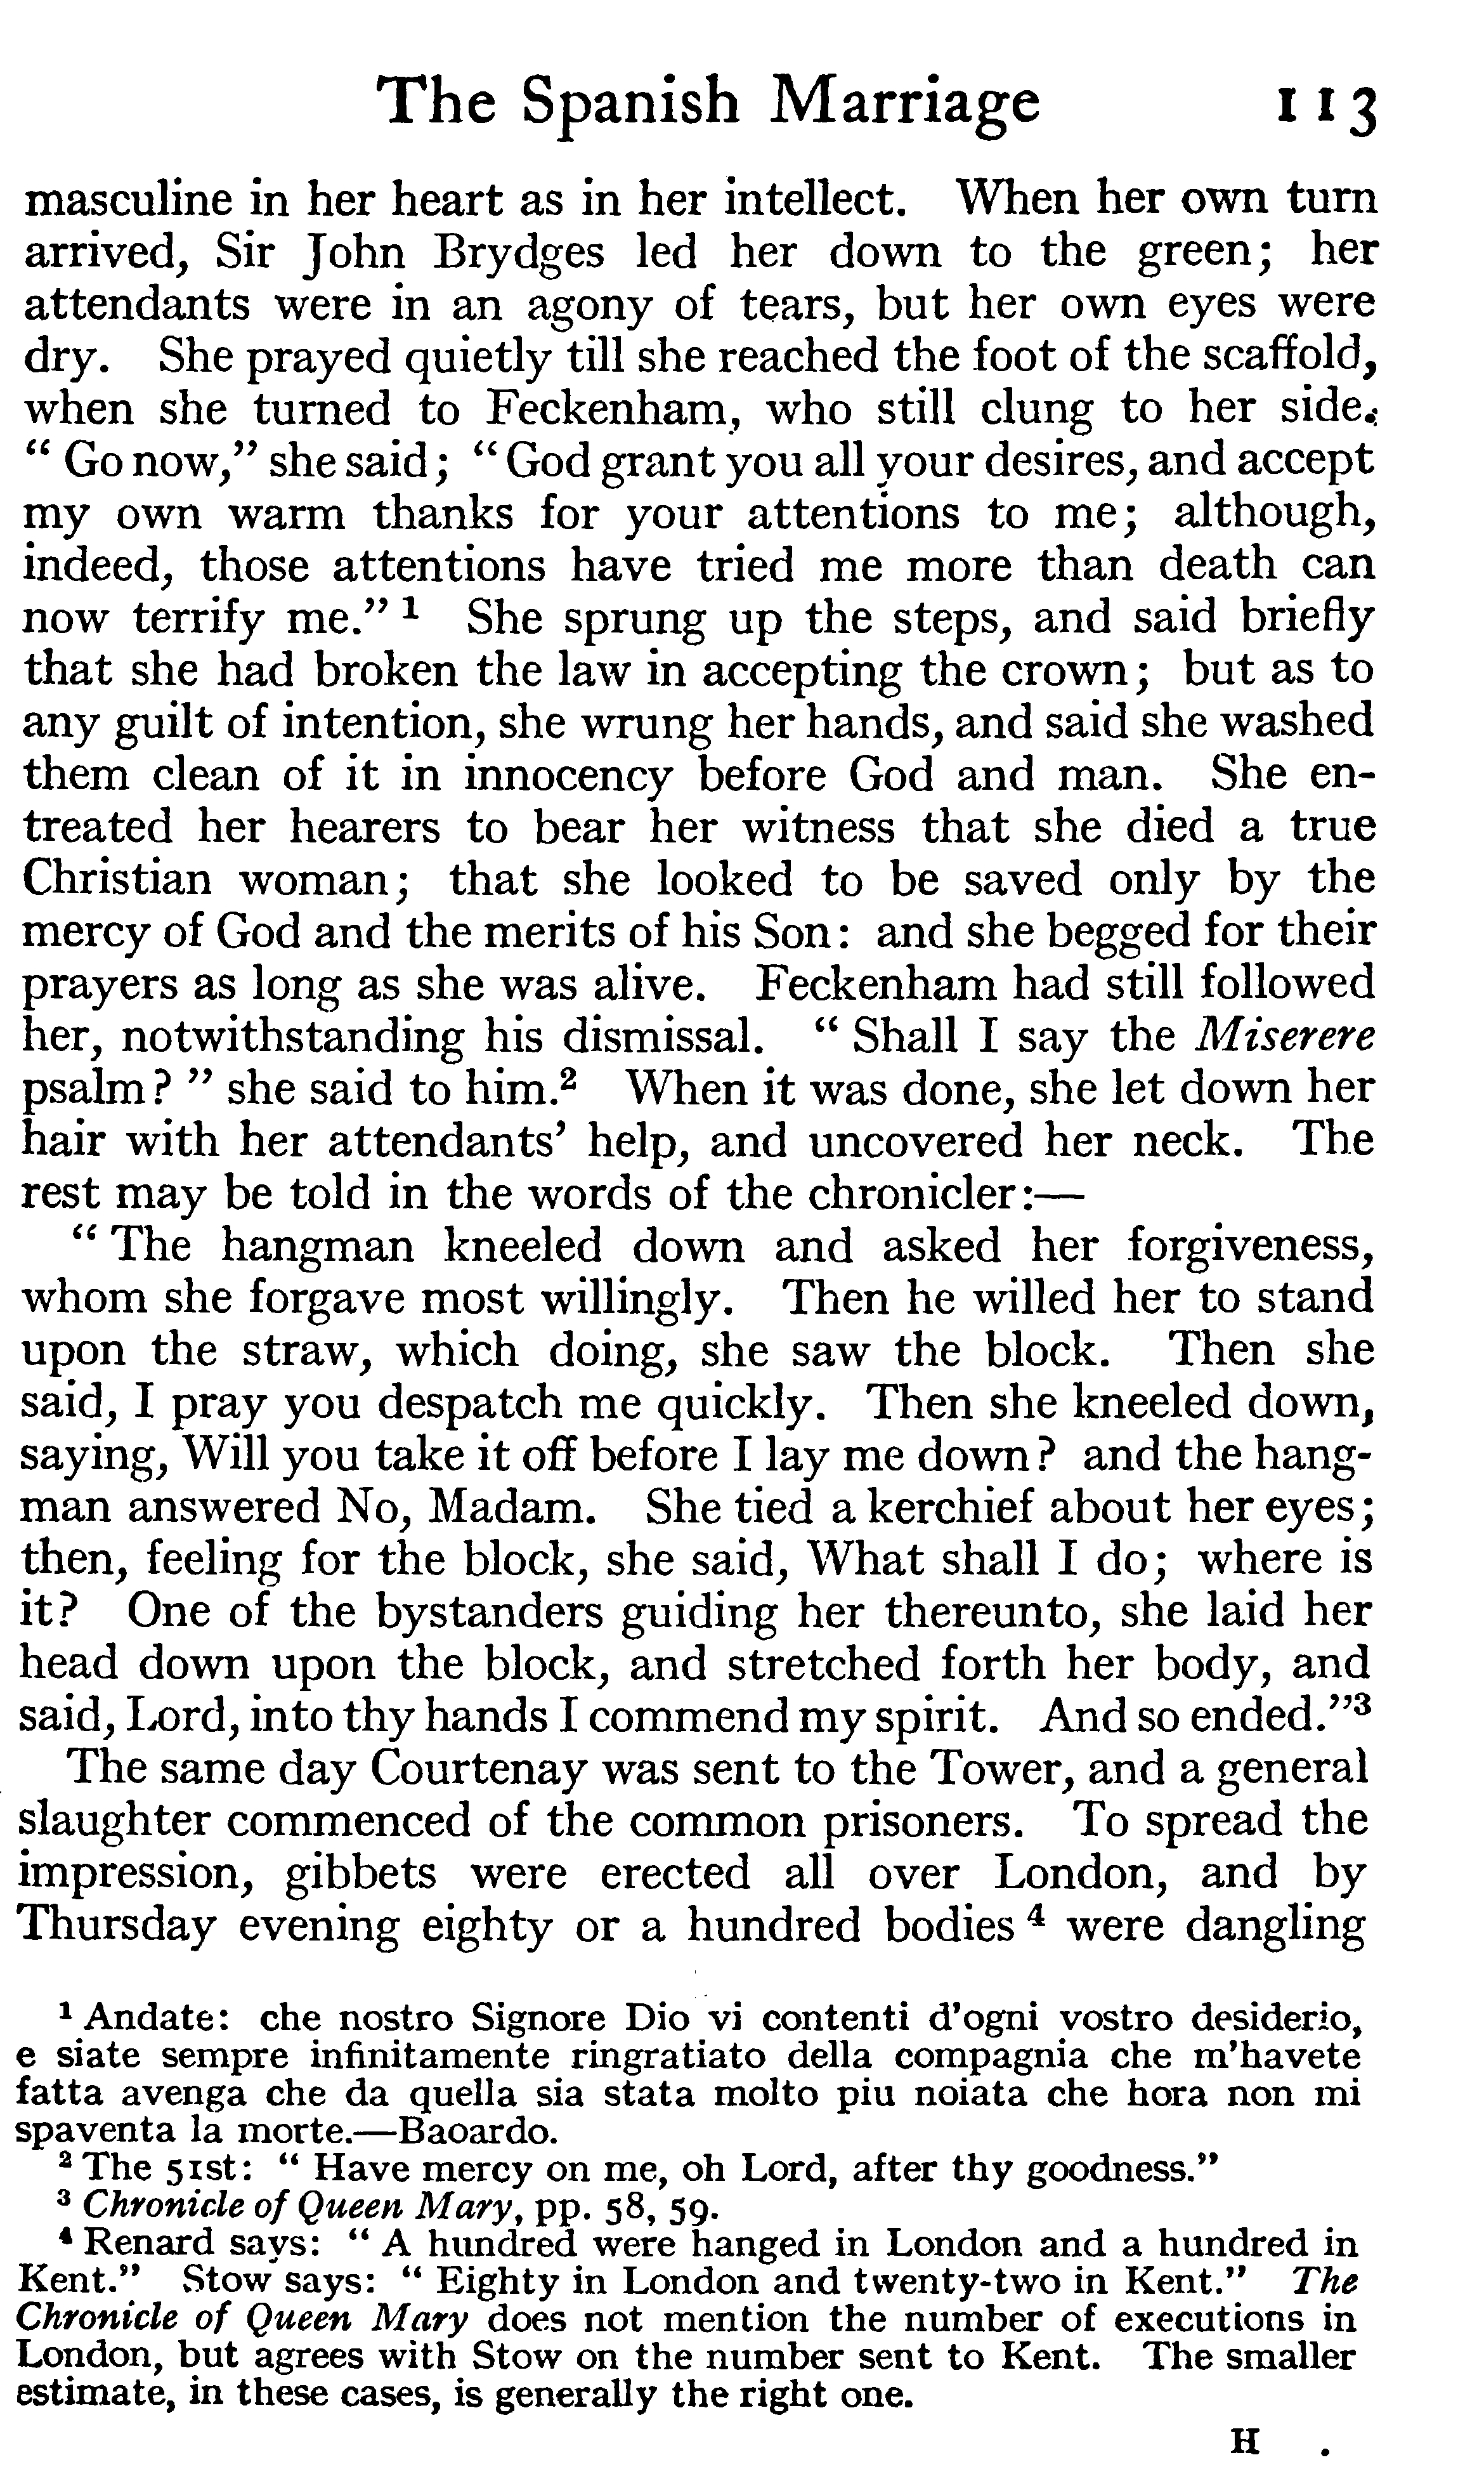 The Spanish Marriage 113
masculine in her heart as in her intellect. When her own turn
arrived, Sir John Brydges led her down to the green; her
attendants were in an agony of tears, but her own eyes were
dry. She prayed quietly till she reached the foot of the scaffold,
when she turned to Feckenham, who still clung to her side.
“ Go now,” she said; “ God grant you all your desires, and accept
my own warm thanks for your attentions to me; although,
indeed, those attentions have tried me more than death can
now terrify me.” ¹ She sprung up the steps, and said briefly
that she had broken the law in accepting the crown; but as to
any guilt of intention, she wrung her hands, and said she washed
them clean of it in innocency before God and man. She en-
treated her hearers to bear her witness that she died a true
Christian woman; that she looked to be saved only by the
mercy of God and the merits of his Son: and she begged for their
prayers as long as she was alive. Feckenham had still followed
her, notwithstanding his dismissal. “ Shall I say the Miserere
psalm? ” she said to him.² When it was done, she let down her
hair with her attendants’ help, and uncovered her neck. The
rest may be told in the words of the chronicler:—
“ The hangman kneeled down and asked her forgiveness,
whom she forgave most willingly. Then he willed her to stand
upon the straw, which doing, she saw the block. Then she
said, I pray you despatch me quickly. Then she kneeled down,
saying, Will you take it off before I lay me down? and the hang-
man answered No, Madam. She tied a kerchief about her eyes;
then, feeling for the block, she said, What shall I do; where is
it? One of the bystanders guiding her thereunto, she laid her
head down upon the block, and stretched forth her body, and
said, Lord, into thy hands I commend my spirit. And so ended.”³
The same day Courtenay was sent to the Tower, and a general
slaughter commenced of the common prisoners. To spread the
impression, gibbets were erected all over London, and by
Thursday evening eighty or a hundred bodies ⁴ were dangling
¹ Andate: che nostro Signore Dio vi contenti d’ogni vostro desiderio,
e siate sempre infinitamente ringratiato della compagnia che m’havete
fatta avenga che da quella sia stata molto piu noiata che hora non mi
spaventa la morte.—Baoardo.
² The 51st: “ Have mercy on me, oh Lord, after thy goodness.”
³ Chronicle of Queen Mary, pp. 58, 59.
⁴ Renard says: “ A hundred were hanged in London and a hundred in
Kent.” Stow says: “ Eighty in London and twenty-two in Kent.” The
Chronicle of Queen Mary does not mention the number of executions in
London, but agrees with Stow on the number sent to Kent. The smaller
estimate, in these cases, is generally the right one.
H